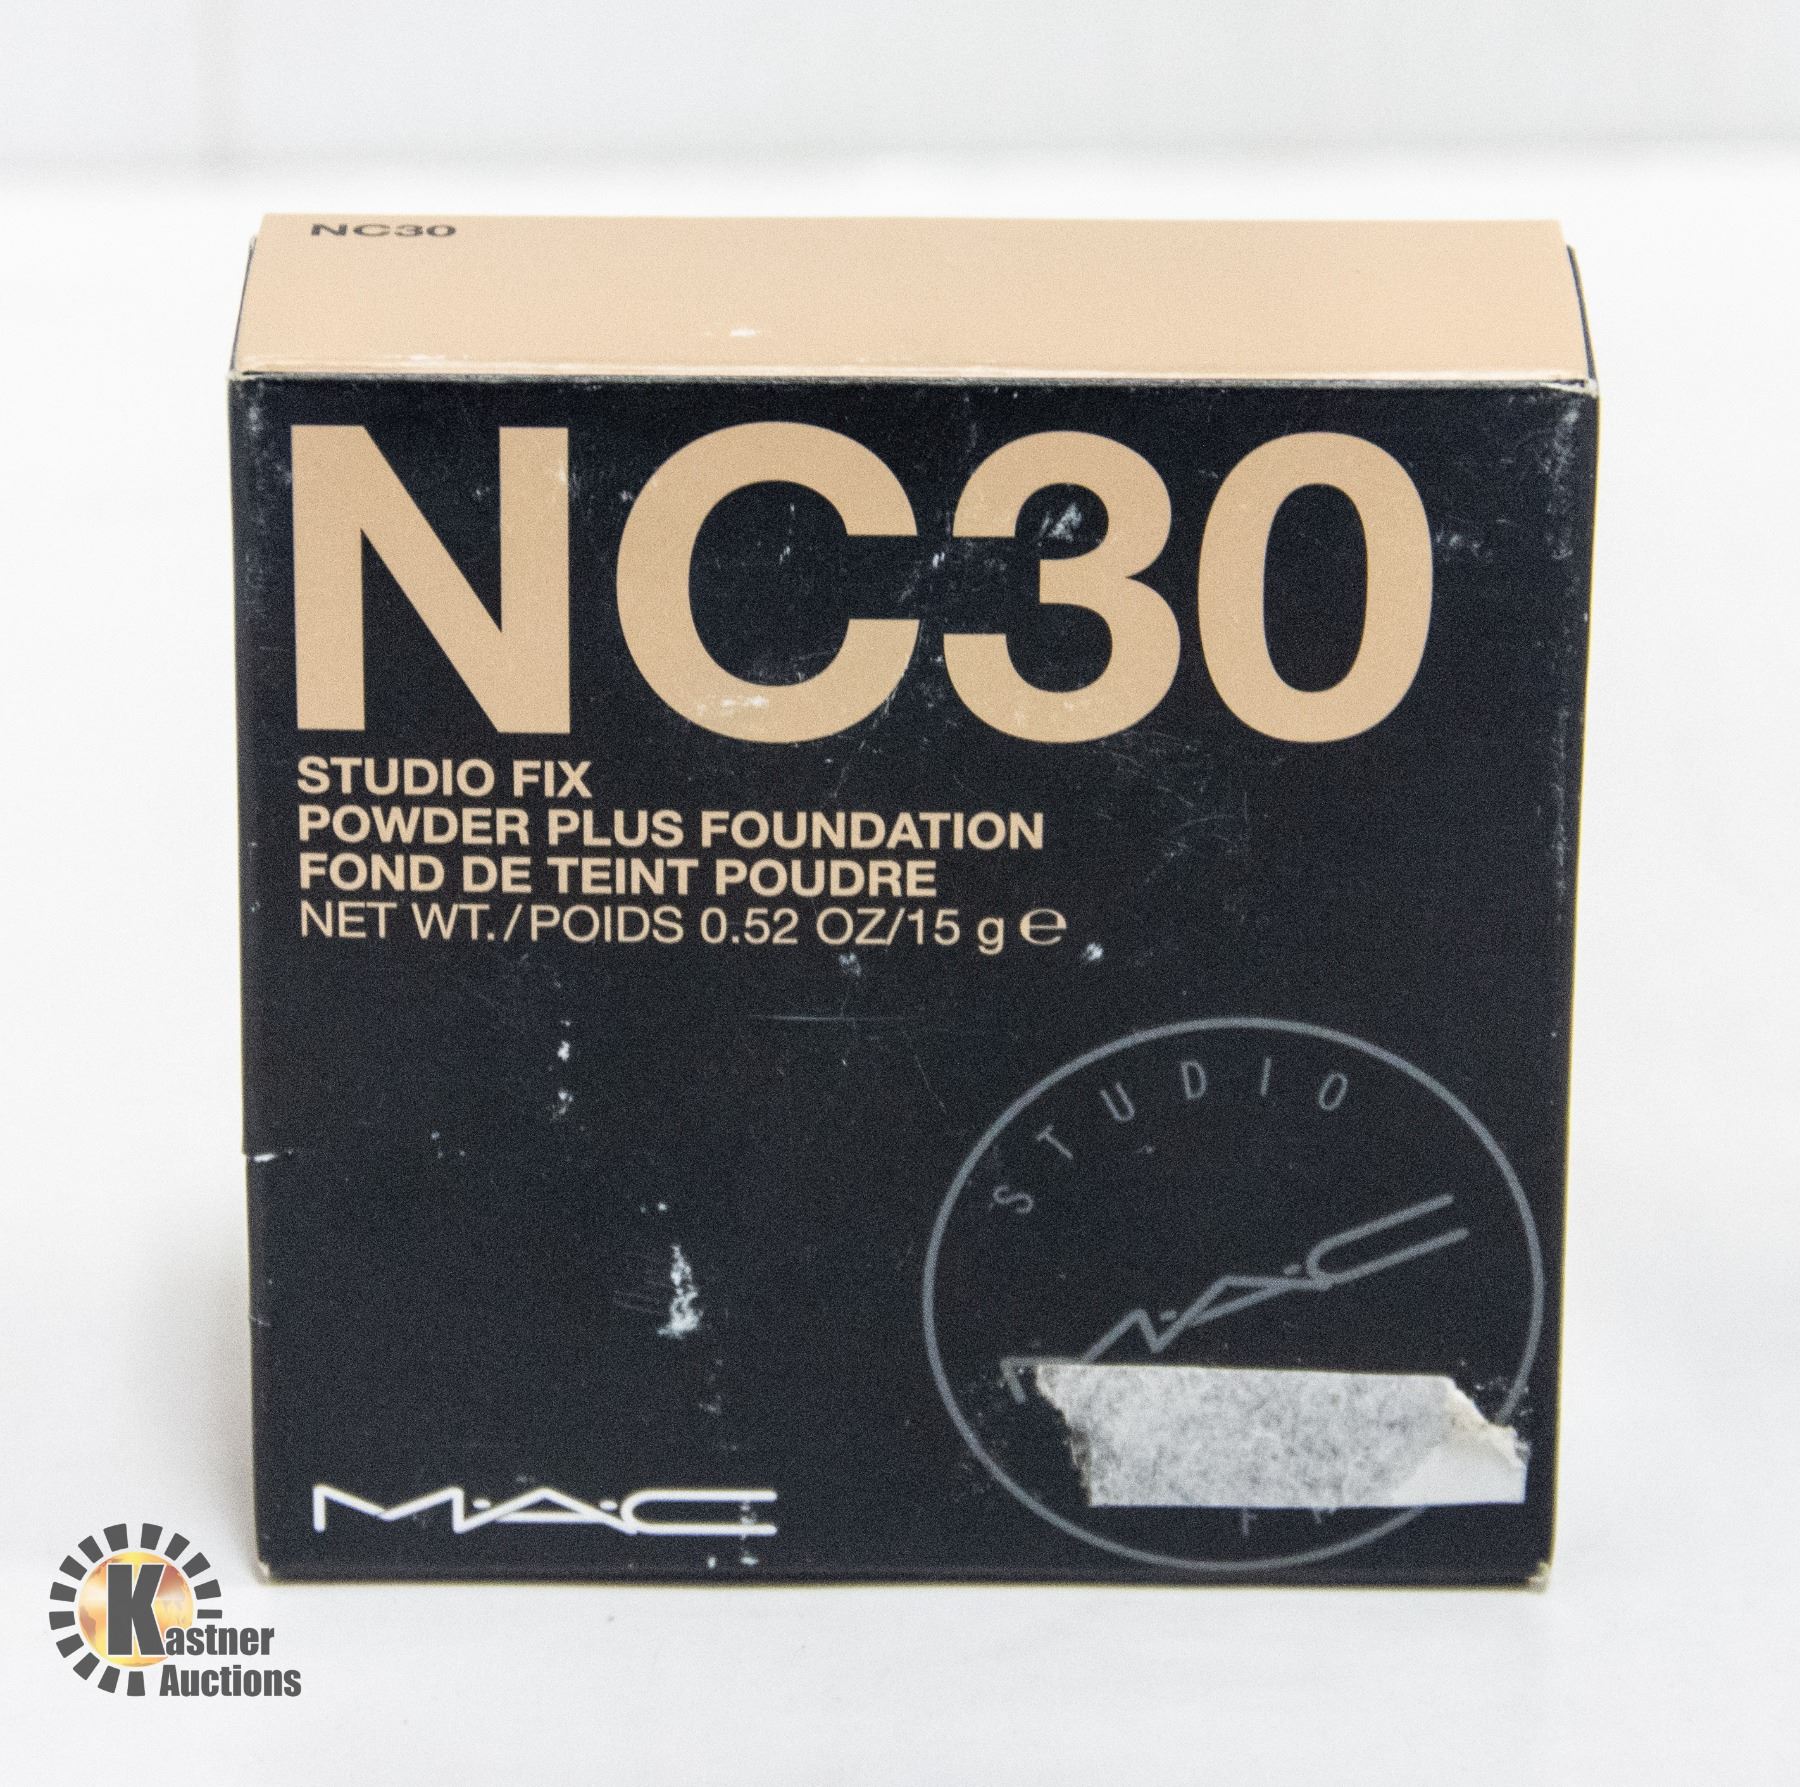 NC30
NC30
STUDIO FIX
POWDER PLUS FOUNDATION
FOND DE TEINT POUDRE
NET WT./POIDS 0.52 OZ/15 g ℮
STUDIO
M·A·C
M·A·C
Kastner
Auctions